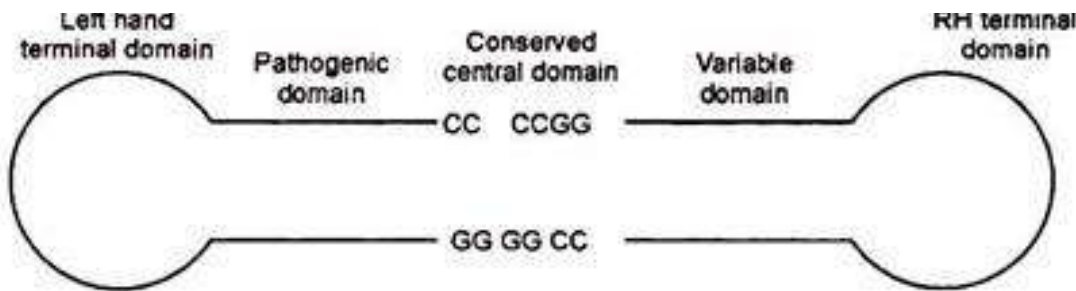 Left hand
terminal domain
Pathogenic
domain
Conserved
central domain
Variable
domain
RH terminal
domain
CC CCGG
GG GG CC